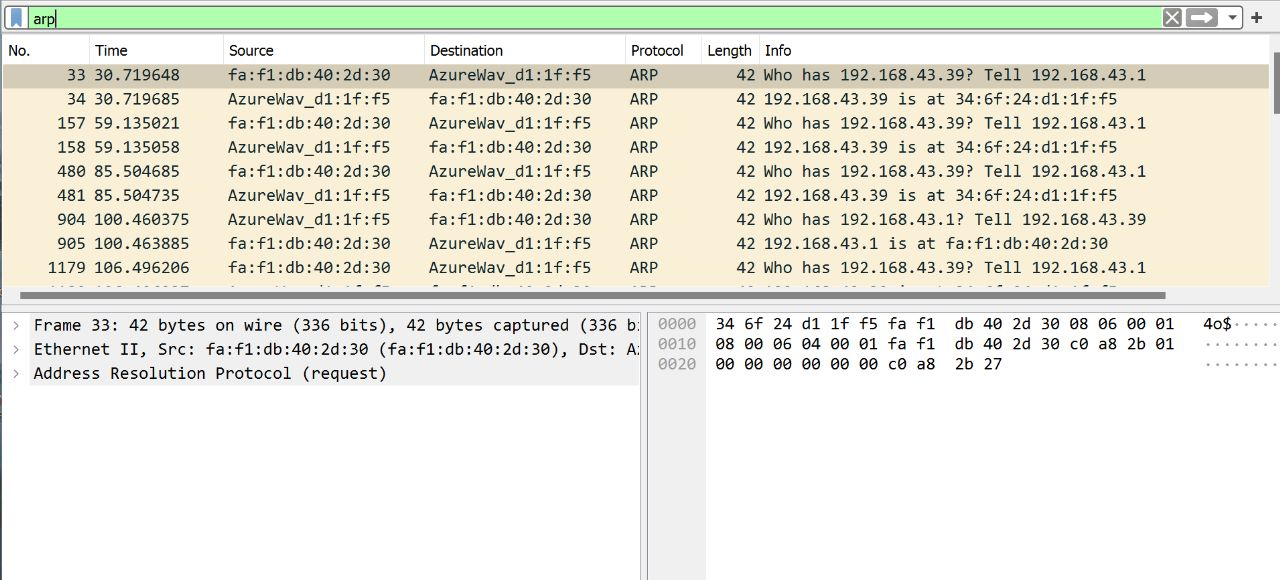 arp
No. Time Source Destination Protocol Length Info
33 30.719648 fa:f1:db:40:2d:30 AzureWav_d1:1f:f5 ARP 42 Who has 192.168.43.39? Tell 192.168.43.1
34 30.719685 AzureWav_d1:1f:f5 fa:f1:db:40:2d:30 ARP 42 192.168.43.39 is at 34:6f:24:d1:1f:f5
157 59.135021 fa:f1:db:40:2d:30 AzureWav_d1:1f:f5 ARP 42 Who has 192.168.43.39? Tell 192.168.43.1
158 59.135058 AzureWav_d1:1f:f5 fa:f1:db:40:2d:30 ARP 42 192.168.43.39 is at 34:6f:24:d1:1f:f5
480 85.504685 fa:f1:db:40:2d:30 AzureWav_d1:1f:f5 ARP 42 Who has 192.168.43.39? Tell 192.168.43.1
481 85.504735 AzureWav_d1:1f:f5 fa:f1:db:40:2d:30 ARP 42 192.168.43.39 is at 34:6f:24:d1:1f:f5
904 100.460375 AzureWav_d1:1f:f5 fa:f1:db:40:2d:30 ARP 42 Who has 192.168.43.1? Tell 192.168.43.39
905 100.463885 fa:f1:db:40:2d:30 AzureWav_d1:1f:f5 ARP 42 192.168.43.1 is at fa:f1:db:40:2d:30
1179 106.496206 fa:f1:db:40:2d:30 AzureWav_d1:1f:f5 ARP 42 Who has 192.168.43.39? Tell 192.168.43.1
Frame 33: 42 bytes on wire (336 bits), 42 bytes captured (336 b
Ethernet II, Src: fa:f1:db:40:2d:30 (fa:f1:db:40:2d:30), Dst: A
Address Resolution Protocol (request)
0000 34 6f 24 d1 1f f5 fa f1 db 40 2d 30 08 06 00 01 4o$·····
0010 08 00 06 04 00 01 fa f1 db 40 2d 30 c0 a8 2b 01 ········
0020 00 00 00 00 00 00 c0 a8 2b 27 ········